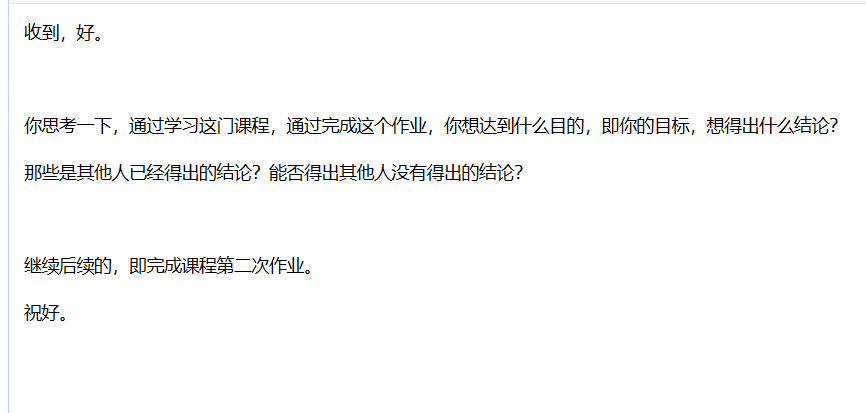 收到，好。
你思考一下，通过学习这门课程，通过完成这个作业，你想达到什么目的，即你的目标，想得出什么结论？
那些是其他人已经得出的结论？能否得出其他人没有得出的结论？
继续后续的，即完成课程第二次作业。
祝好。